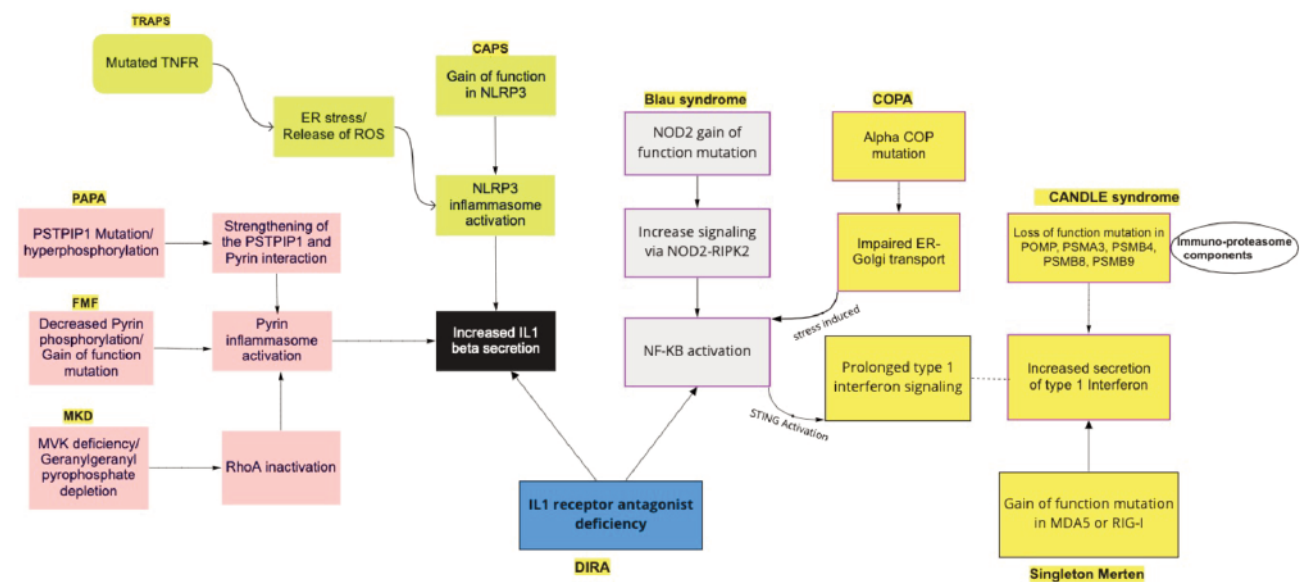 TRAPS
Mutated TNFR
ER stress/
Release of ROS
CAPS
Gain of function
in NLRP3
NLRP3
inflammasome
activation
PAPA
PSTPIP1 Mutation/
hyperphosphorylation
Strengthening of
the PSTPIP1 and
Pyrin interaction
FMF
Decreased Pyrin
phosphorylation/
Gain of function
mutation
Pyrin
inflammasome
activation
Increased IL1
beta secretion
MKD
MVK deficiency/
Geranylgeranyl
pyrophosphate
depletion
RhoA inactivation
IL1 receptor antagonist
deficiency
DIRA
Blau syndrome
NOD2 gain of
function mutation
Increase signaling
via NOD2-RIPK2
NF-KB activation
COPA
Alpha COP
mutation
Impaired ER-
Golgi transport
stress induced
STING Activation
Prolonged type 1
interferon signaling
CANDLE syndrome
Loss of function mutation in
POMP, PSMA3, PSMB4,
PSMB8, PSMB9
Immuno-proteasome
components
Increased secretion
of type 1 Interferon
Gain of function mutation
in MDA5 or RIG-I
Singleton Merten